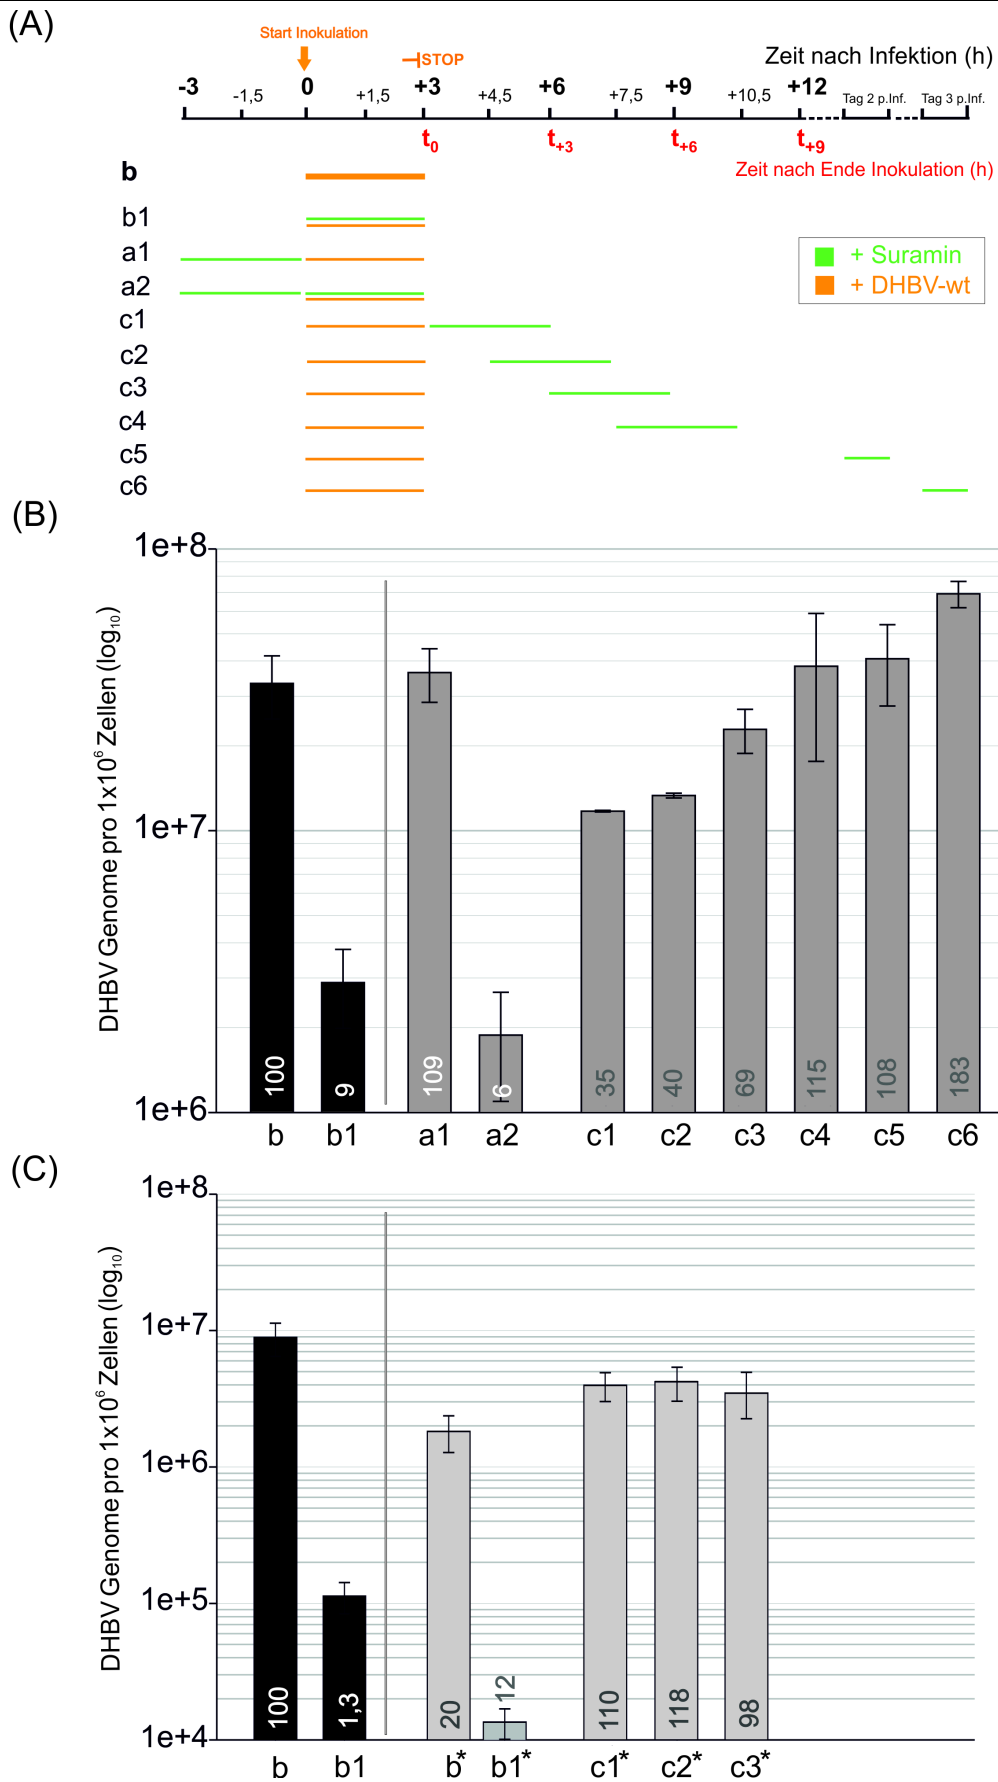 (A)
Start Inokulation
STOP
Zeit nach Infektion (h)
-3 -1,5 0 +1,5 +3 +4,5 +6 +7,5 +9 +10,5 +12 Tag 2 p.Inf. Tag 3 p.Inf.
t0 t+3 t+6 t+9
Zeit nach Ende Inokulation (h)
b
b1
a1
a2
c1
c2
c3
c4
c5
c6
+ Suramin
+ DHBV-wt
(B)
DHBV Genome pro 1x10⁶ Zellen (log₁₀)
1e+8
1e+7
1e+6
100 9 109 6 35 40 69 115 108 183
b b1 a1 a2 c1 c2 c3 c4 c5 c6
(C)
DHBV Genome pro 1x10⁶ Zellen (log₁₀)
1e+8
1e+7
1e+6
1e+5
1e+4
100 1,3 20 12 110 118 98
b b1 b* b1* c1* c2* c3*